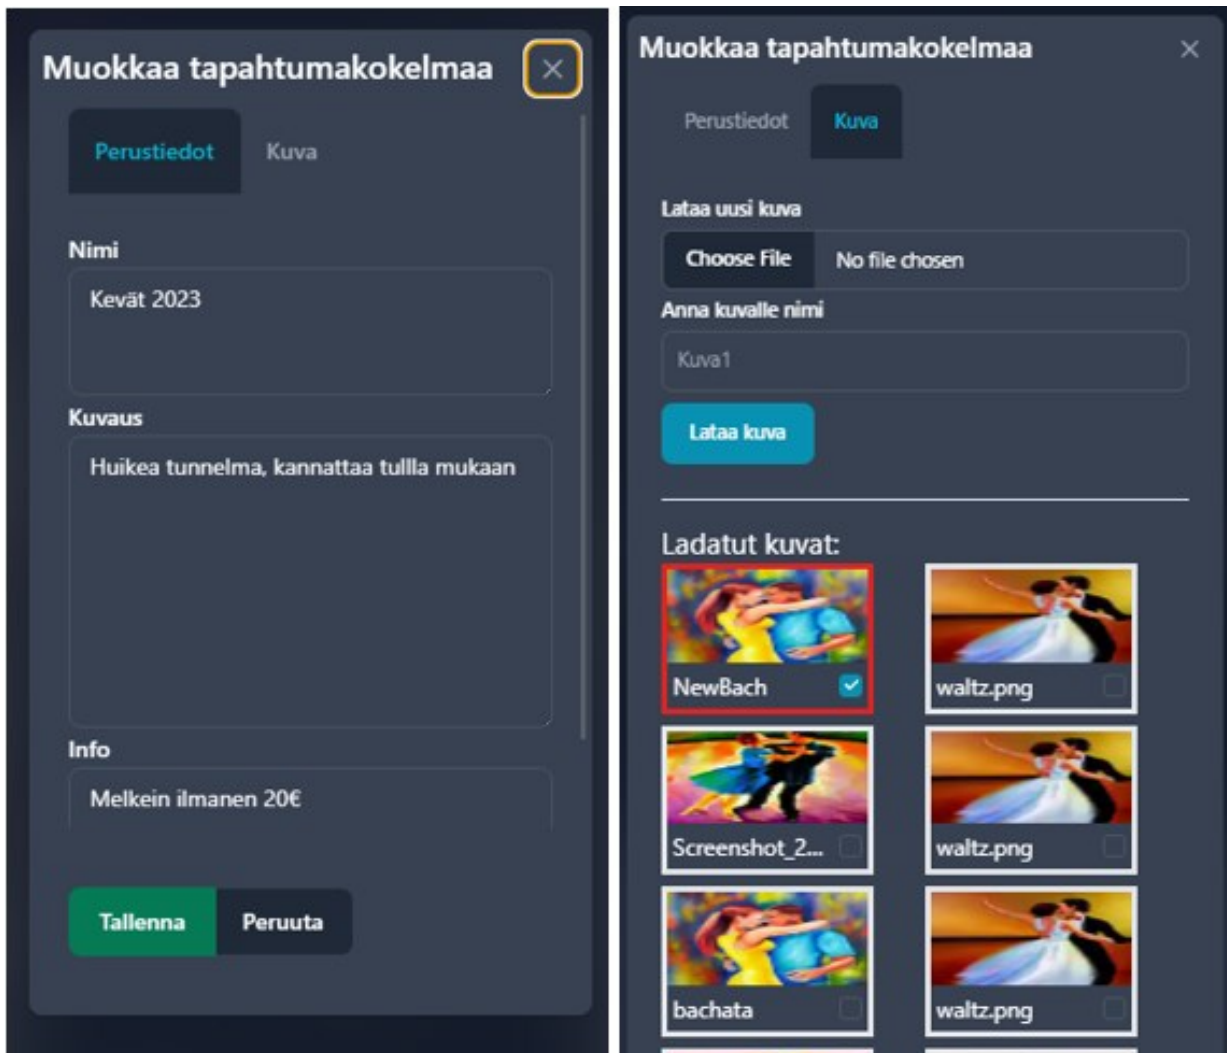 Muokkaa tapahtumakokelmaa
Perustiedot Kuva
Nimi
Kevät 2023
Kuvaus
Huikea tunnelma, kannattaa tullla mukaan
Info
Melkein ilmanen 20€
Tallenna Peruuta
Muokkaa tapahtumakokelmaa
Perustiedot Kuva
Lataa uusi kuva
Choose File No file chosen
Anna kuvalle nimi
Kuva1
Lataa kuva
Ladatut kuvat:
NewBach waltz.png
Screenshot_2... waltz.png
bachata waltz.png